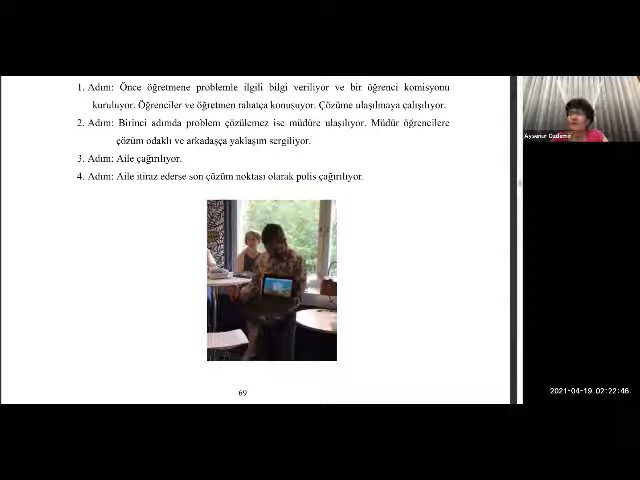 1. Adım: Önce öğretmene problemle ilgili bilgi veriliyor ve bir öğrenci komisyonu
kuruluyor. Öğrenciler ve öğretmen rahatça konuşuyor. Çözüme ulaşılmaya çalışılıyor.
2. Adım: Birinci adımda problem çözülemez ise müdüre ulaşılıyor. Müdür öğrencilere
çözüm odaklı ve arkadaşça yaklaşım sergiliyor.
3. Adım: Aile çağırılıyor.
4. Adım: Aile itiraz ederse son çözüm noktası olarak polis çağırılıyor.
69
Aysenur Ozdemir
2021-04-19 02:22:46